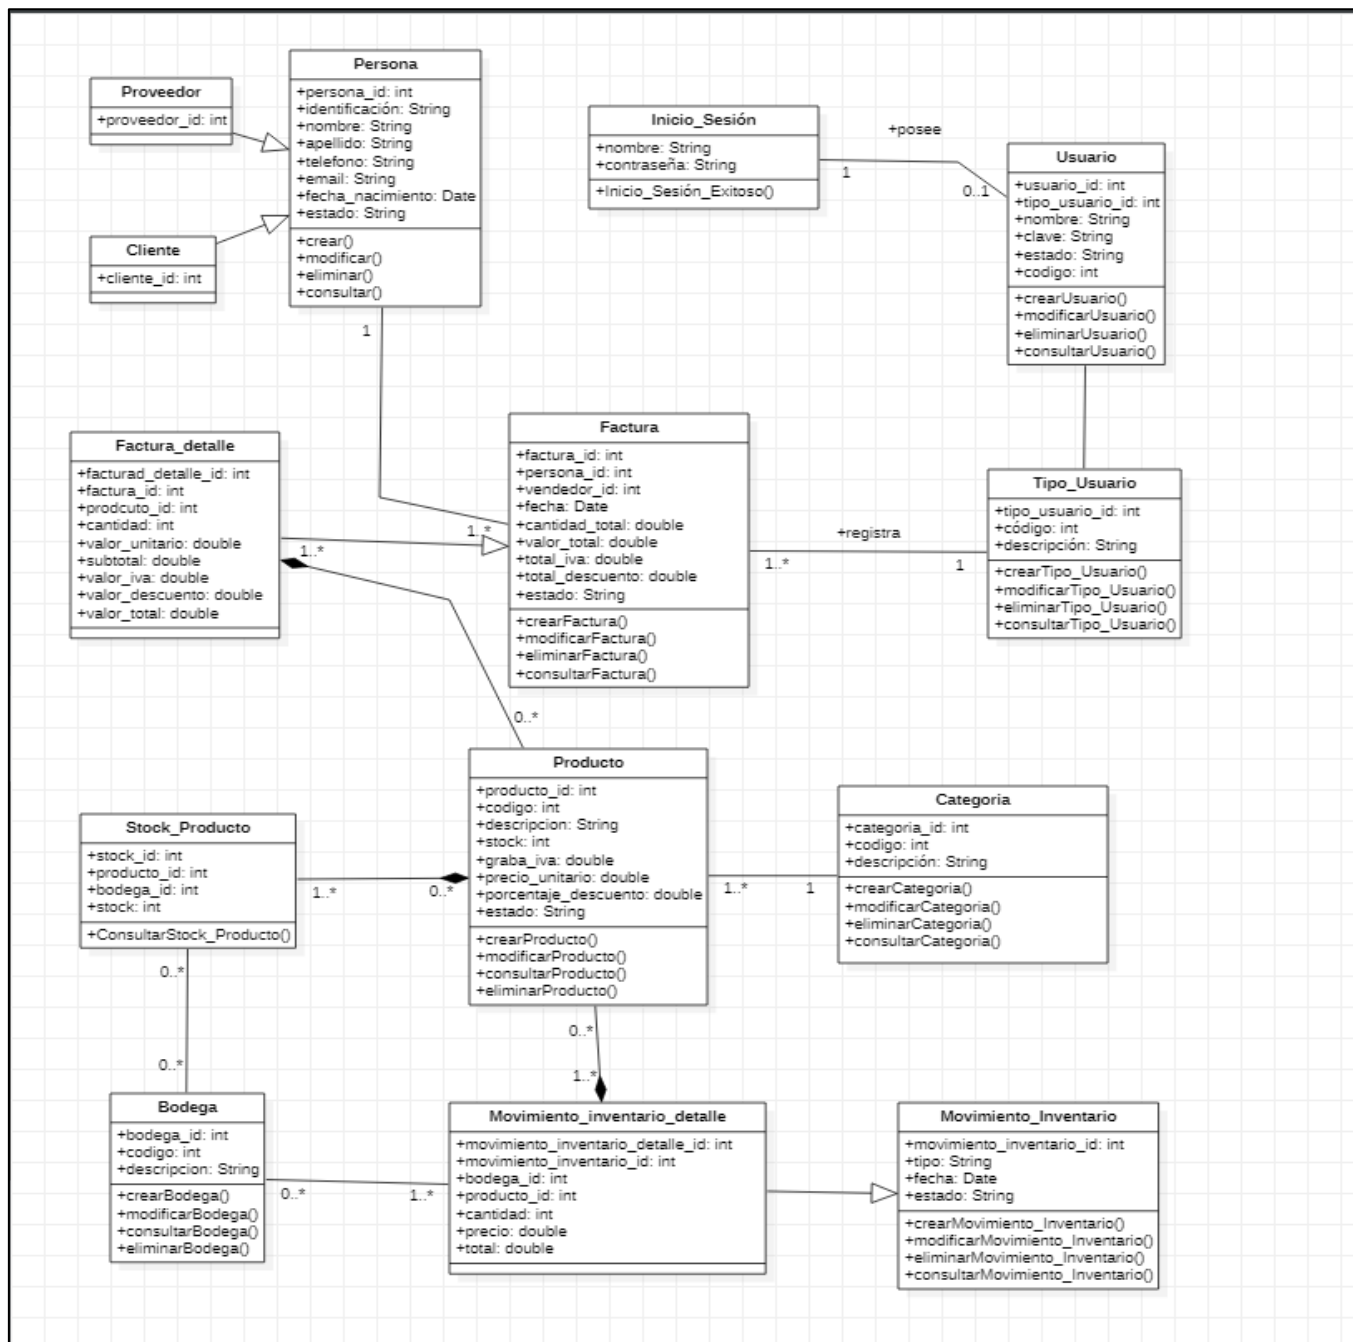 Persona
+persona_id: int
+identificación: String
+nombre: String
+apellido: String
+telefono: String
+email: String
+fecha_nacimiento: Date
+estado: String
+crear()
+modificar()
+eliminar()
+consultar()
Proveedor
+proveedor_id: int
Cliente
+cliente_id: int
Inicio_Sesión
+nombre: String
+contraseña: String
+Inicio_Sesión_Exitoso()
+posee
1
0..1
Usuario
+usuario_id: int
+tipo_usuario_id: int
+nombre: String
+clave: String
+estado: String
+codigo: int
+crearUsuario()
+modificarUsuario()
+eliminarUsuario()
+consultarUsuario()
1
Factura_detalle
+facturad_detalle_id: int
+factura_id: int
+prodcuto_id: int
+cantidad: int
+valor_unitario: double
+subtotal: double
+valor_iva: double
+valor_descuento: double
+valor_total: double
1..*
1..*
Factura
+factura_id: int
+persona_id: int
+vendedor_id: int
+fecha: Date
+cantidad_total: double
+valor_total: double
+total_iva: double
+total_descuento: double
+estado: String
+crearFactura()
+modificarFactura()
+eliminarFactura()
+consultarFactura()
+registra
1..*
1
Tipo_Usuario
+tipo_usuario_id: int
+código: int
+descripción: String
+crearTipo_Usuario()
+modificarTipo_Usuario()
+eliminarTipo_Usuario()
+consultarTipo_Usuario()
0..*
Producto
+producto_id: int
+codigo: int
+descripcion: String
+stock: int
+graba_iva: double
+precio_unitario: double
+porcentaje_descuento: double
+estado: String
+crearProducto()
+modificarProducto()
+consultarProducto()
+eliminarProducto()
Stock_Producto
+stock_id: int
+producto_id: int
+bodega_id: int
+stock: int
+ConsultarStock_Producto()
1..*
0..*
1..*
1
Categoria
+categoria_id: int
+codigo: int
+descripción: String
+crearCategoria()
+modificarCategoria()
+eliminarCategoria()
+consultarCategoria()
0..*
0..*
0..*
1..*
Bodega
+bodega_id: int
+codigo: int
+descripcion: String
+crearBodega()
+modificarBodega()
+consultarBodega()
+eliminarBodega()
0..*
1..*
Movimiento_inventario_detalle
+movimiento_inventario_detalle_id: int
+movimiento_inventario_id: int
+bodega_id: int
+producto_id: int
+cantidad: int
+precio: double
+total: double
Movimiento_Inventario
+movimiento_inventario_id: int
+tipo: String
+fecha: Date
+estado: String
+crearMovimiento_Inventario()
+modificarMovimiento_Inventario()
+eliminarMovimiento_Inventario()
+consultarMovimiento_Inventario()